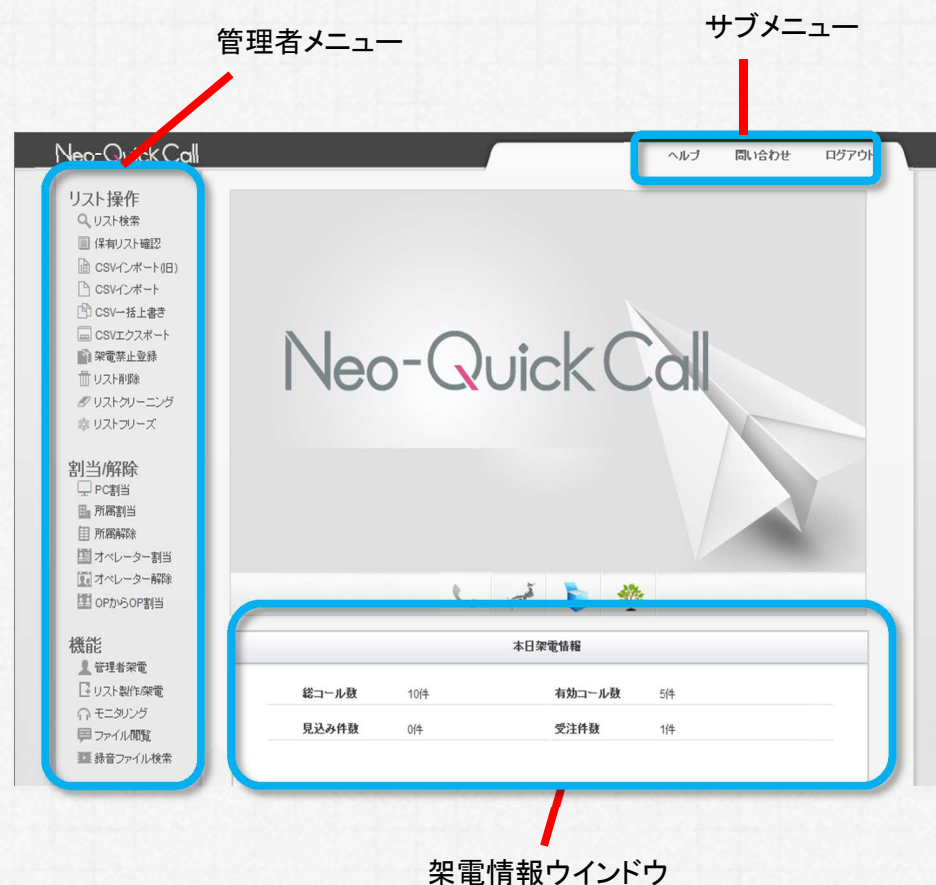 管理者メニュー
サブメニュー
Neo-Quick Call
ヘルプ 問い合わせ ログアウト
リスト操作
リスト検索
保有リスト確認
CSVインポート(旧)
CSVインポート
CSV一括上書き
CSVエクスポート
架電禁止登録
リスト削除
リストクリーニング
リストフリーズ
割当/解除
PC割当
所属割当
所属解除
オペレーター割当
オペレーター解除
OPからOP割当
機能
管理者架電
リスト製作/架電
モニタリング
ファイル閲覧
録音ファイル検索
Neo-Quick Call
本日架電情報
総コール数 10件 有効コール数 5件
見込み件数 0件 受注件数 1件
架電情報ウインドウ